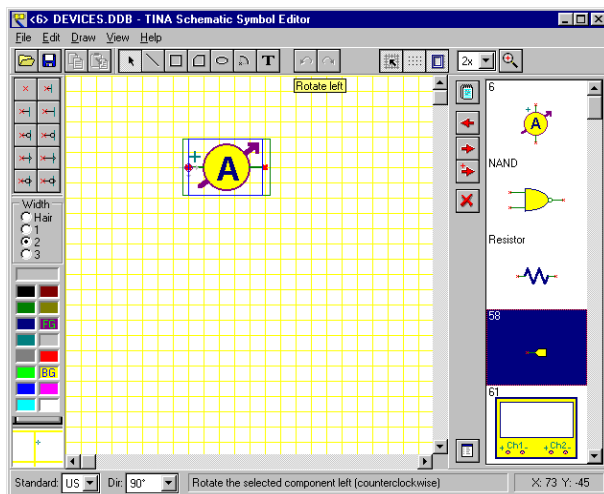 <6> DEVICES.DDB - TINA Schematic Symbol Editor
File Edit Draw View Help
T
2x
Rotate left
6
A
A
NAND
Width
Hair
1
2
3
Resistor
FG
BG
58
61
Ch1 Ch2
Standard: US Dir: 90° Rotate the selected component left (counterclockwise) X: 73 Y: -45